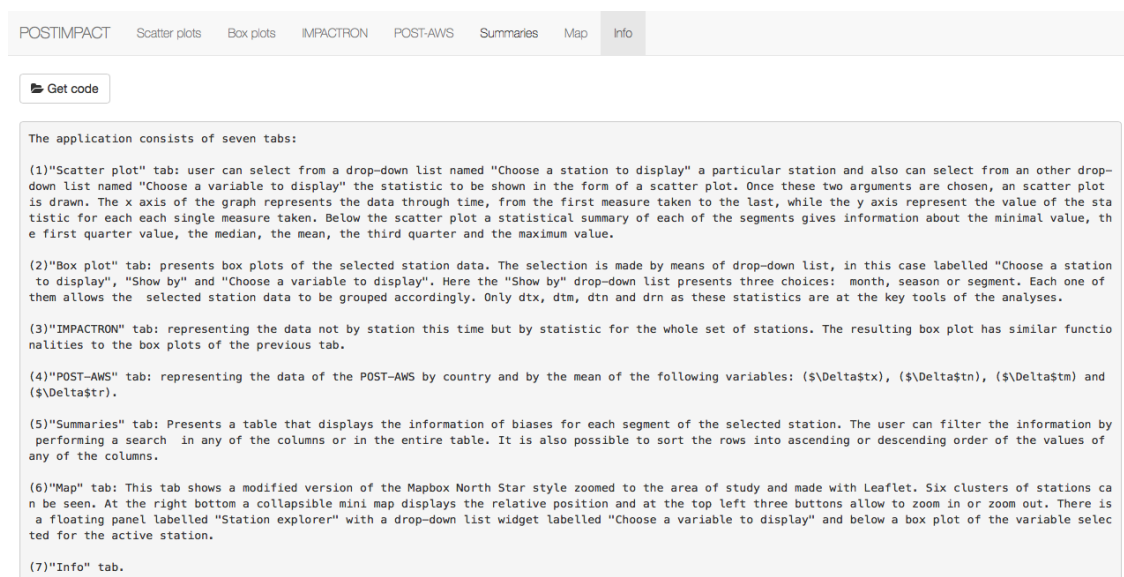 POSTIMPACT Scatter plots Box plots IMPACTRON POST-AWS Summaries Map Info
Get code
The application consists of seven tabs:
(1)"Scatter plot" tab: user can select from a drop-down list named "Choose a station to display" a particular station and also can select from an other drop-
down list named "Choose a variable to display" the statistic to be shown in the form of a scatter plot. Once these two arguments are chosen, an scatter plot
is drawn. The x axis of the graph represents the data through time, from the first measure taken to the last, while the y axis represent the value of the sta
tistic for each each single measure taken. Below the scatter plot a statistical summary of each of the segments gives information about the minimal value, th
e first quarter value, the median, the mean, the third quarter and the maximum value.
(2)"Box plot" tab: presents box plots of the selected station data. The selection is made by means of drop-down list, in this case labelled "Choose a station
to display", "Show by" and "Choose a variable to display". Here the "Show by" drop-down list presents three choices:  month, season or segment. Each one of
them allows the  selected station data to be grouped accordingly. Only dtx, dtm, dtn and drn as these statistics are at the key tools of the analyses.
(3)"IMPACTRON" tab: representing the data not by station this time but by statistic for the whole set of stations. The resulting box plot has similar functio
nalities to the box plots of the previous tab.
(4)"POST-AWS" tab: representing the data of the POST-AWS by country and by the mean of the following variables: ($\Delta$tx), ($\Delta$tn), ($\Delta$tm) and
($\Delta$tr).
(5)"Summaries" tab: Presents a table that displays the information of biases for each segment of the selected station. The user can filter the information by
performing a search  in any of the columns or in the entire table. It is also possible to sort the rows into ascending or descending order of the values of
any of the columns.
(6)"Map" tab: This tab shows a modified version of the Mapbox North Star style zoomed to the area of study and made with Leaflet. Six clusters of stations ca
n be seen. At the right bottom a collapsible mini map displays the relative position and at the top left three buttons allow to zoom in or zoom out. There is
a floating panel labelled "Station explorer" with a drop-down list widget labelled "Choose a variable to display" and below a box plot of the variable selec
ted for the active station.
(7)"Info" tab.